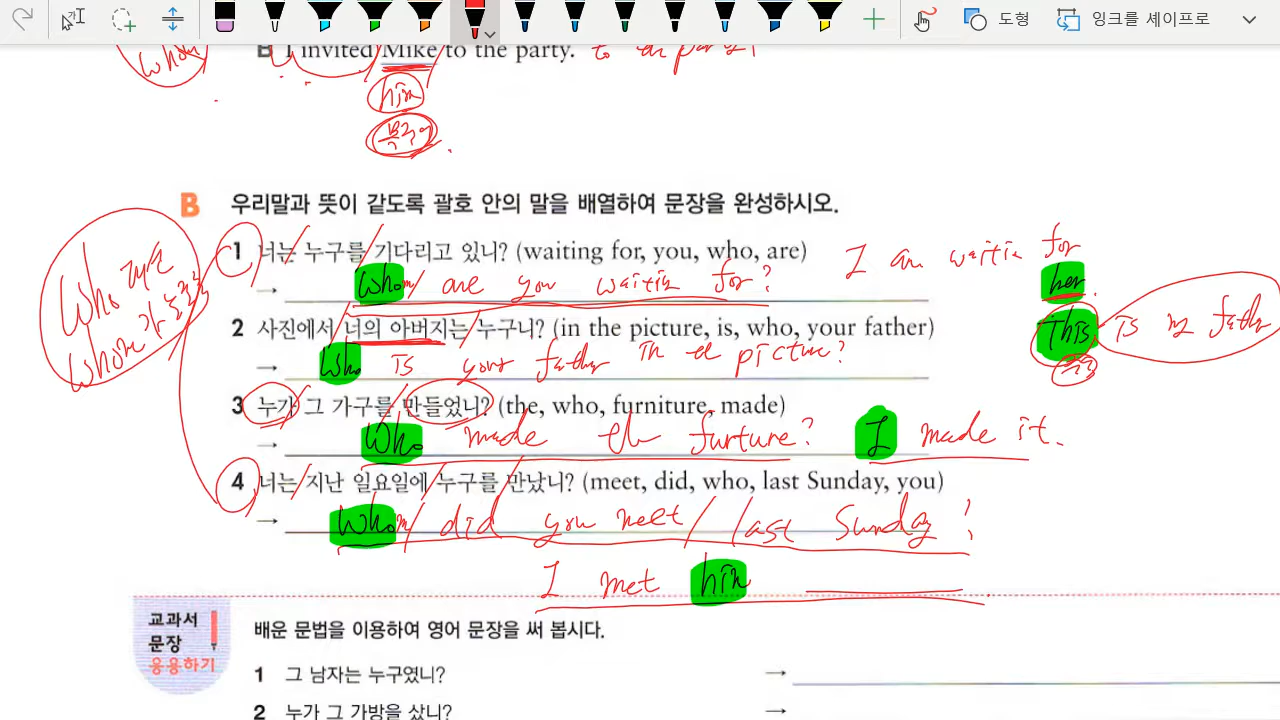 도형 잉크를 셰이프로
whom B I invited Mike to the party. to the party.
him
목적어
B 우리말과 뜻이 같도록 괄호 안의 말을 배열하여 문장을 완성하시오.
1 너는 누구를 기다리고 있니? (waiting for, you, who, are) I am waitin for
→ Whom are you waitin for? her.
Who 대신
whom 가능
2 사진에서 너의 아버지는 누구니? (in the picture, is, who, your father) This is my father
→ Who is your father in the picture?
3 누가 그 가구를 만들었니? (the, who, furniture, made)
→ Who made the furture? I made it.
4 너는 지난 일요일에 누구를 만났니? (meet, did, who, last Sunday, you)
→ Whom did you meet last Sunday?
I met him
교과서
문장
응용하기
배운 문법을 이용하여 영어 문장을 써 봅시다.
1 그 남자는 누구였니? →
2 누가 그 가방을 샀니? →